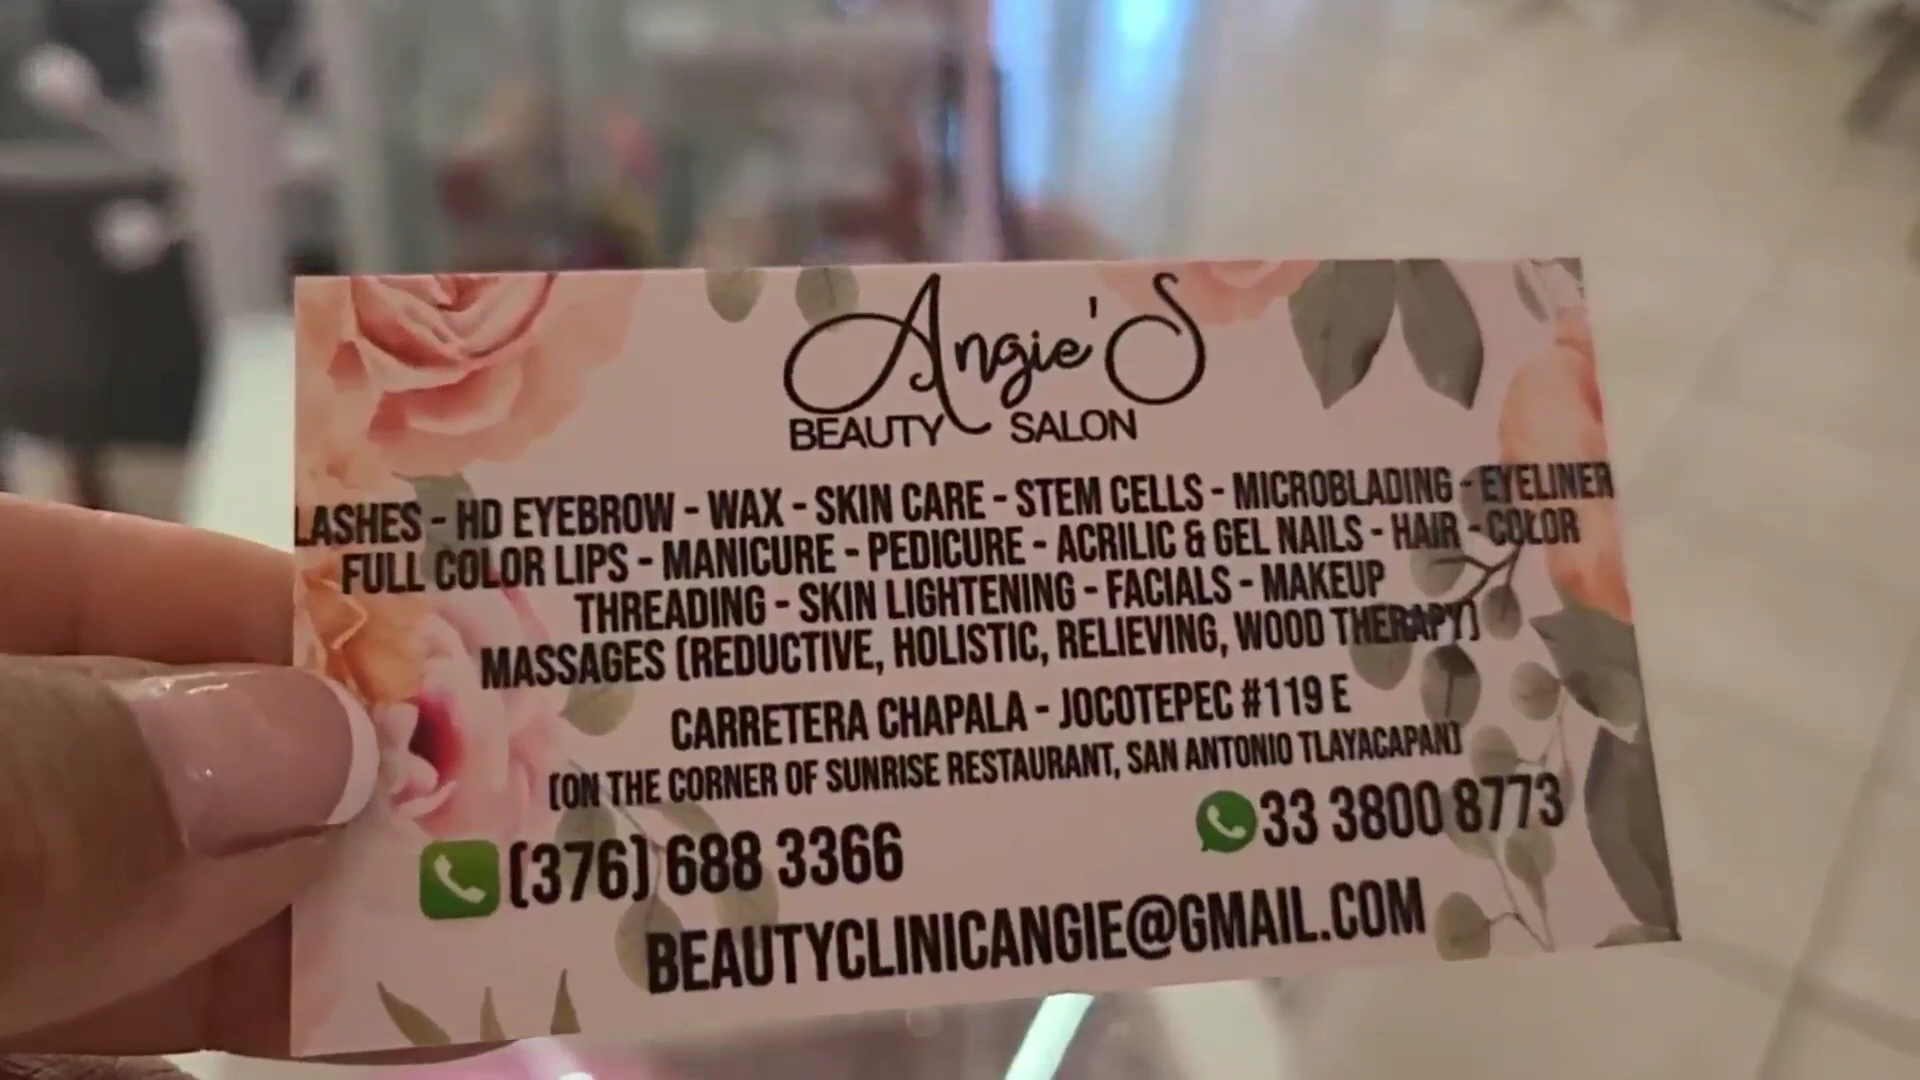 Angie'S
BEAUTY SALON
LASHES - HD EYEBROW - WAX - SKIN CARE - STEM CELLS - MICROBLADING - EYELINER
FULL COLOR LIPS - MANICURE - PEDICURE - ACRILIC & GEL NAILS - HAIR - COLOR
THREADING - SKIN LIGHTENING - FACIALS - MAKEUP
MASSAGES (REDUCTIVE, HOLISTIC, RELIEVING, WOOD THERAPY)
CARRETERA CHAPALA - JOCOTEPEC #119 E
(ON THE CORNER OF SUNRISE RESTAURANT, SAN ANTONIO TLAYACAPAN)
(376) 688 3366 33 3800 8773
BEAUTYCLINICANGIE@GMAIL.COM